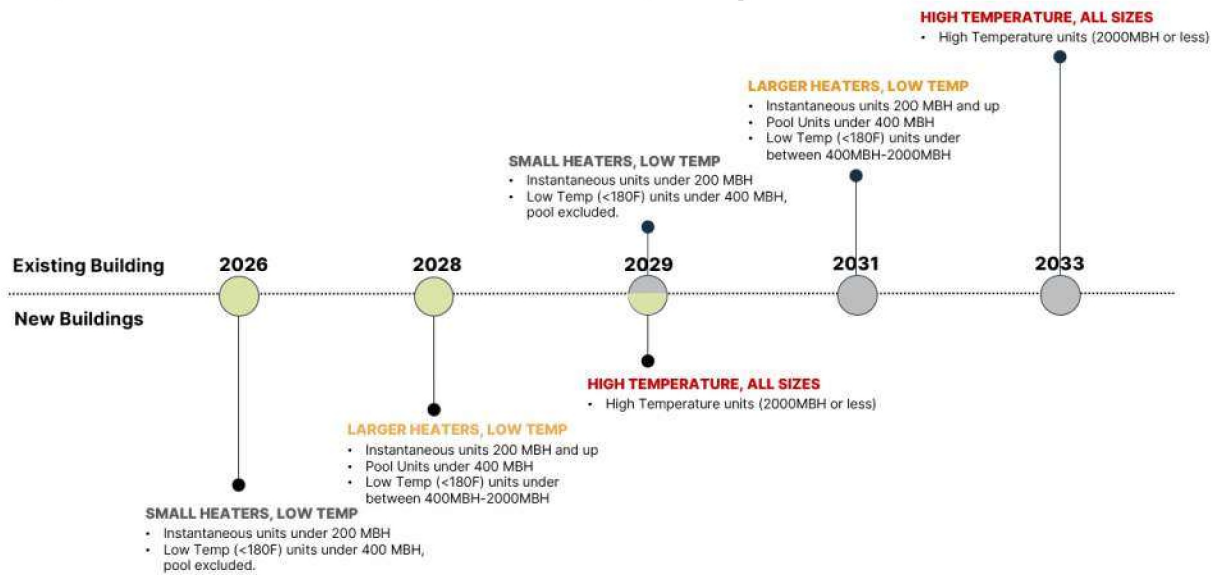 HIGH TEMPERATURE, ALL SIZES
• High Temperature units (2000MBH or less)
LARGER HEATERS, LOW TEMP
• Instantaneous units 200 MBH and up
• Pool Units under 400 MBH
• Low Temp (<180F) units under
between 400MBH-2000MBH
SMALL HEATERS, LOW TEMP
• Instantaneous units under 200 MBH
• Low Temp (<180F) units under 400 MBH,
pool excluded.
Existing Building 2026 2028 2029 2031 2033
New Buildings
HIGH TEMPERATURE, ALL SIZES
• High Temperature units (2000MBH or less)
LARGER HEATERS, LOW TEMP
• Instantaneous units 200 MBH and up
• Pool Units under 400 MBH
• Low Temp (<180F) units under
between 400MBH-2000MBH
SMALL HEATERS, LOW TEMP
• Instantaneous units under 200 MBH
• Low Temp (<180F) units under 400 MBH,
pool excluded.